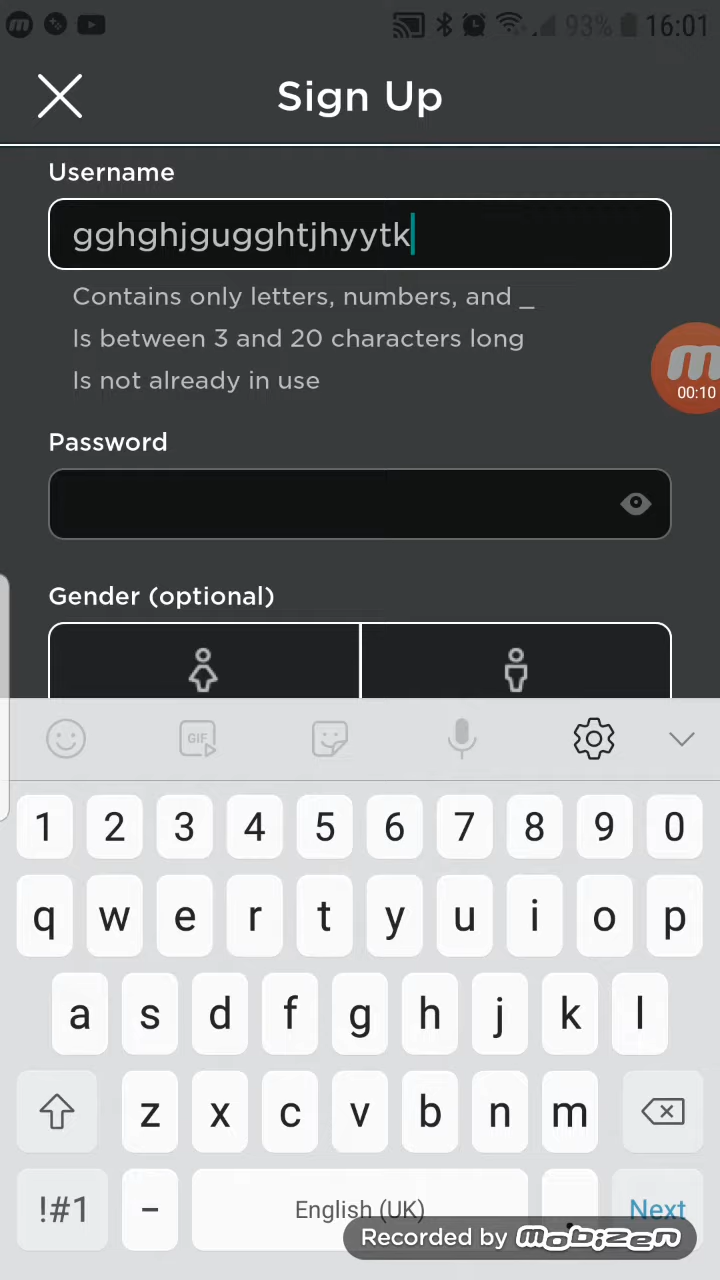 m 93% 16:01
Sign Up
Username
gghghjgugghtjhyytk
Contains only letters, numbers, and _
Is between 3 and 20 characters long
Is not already in use
m
00:10
Password
Gender (optional)
GIF
1 2 3 4 5 6 7 8 9 0
q w e r t y u i o p
a s d f g h j k l
z x c v b n m
!#1 - English (UK) . Next
Recorded by mobizen